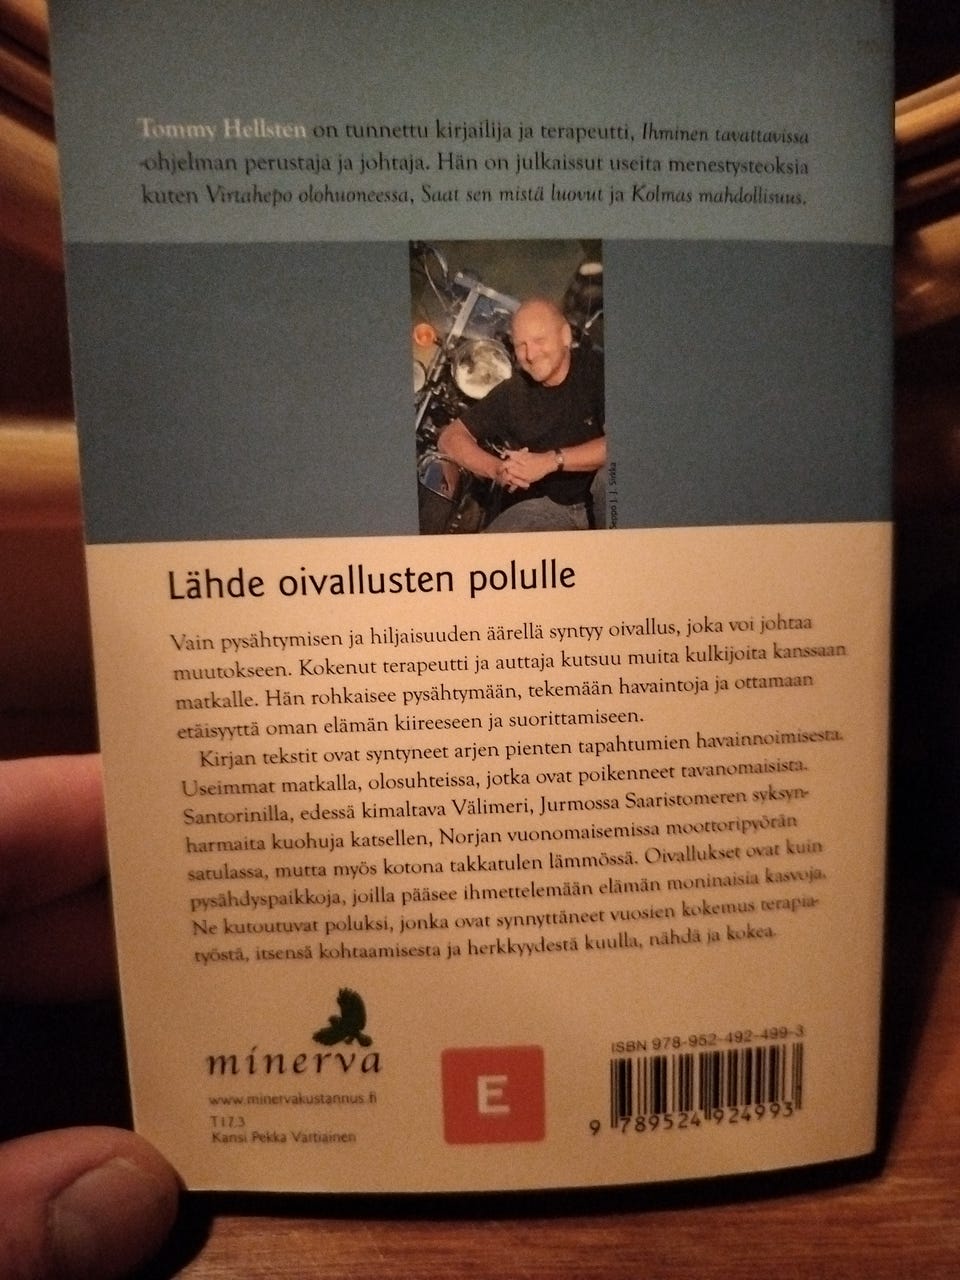 Tommy Hellsten on tunnettu kirjailija ja terapeutti, Ihminen tavattavissa
-ohjelman perustaja ja johtaja. Hän on julkaissut useita menestysteoksia
kuten Virtahepo olohuoneessa, Saat sen mistä luovut ja Kolmas mahdollisuus.
Seppo J. J. Sirkka
Lähde oivallusten polulle
Vain pysähtymisen ja hiljaisuuden äärellä syntyy oivallus, joka voi johtaa
muutokseen. Kokenut terapeutti ja auttaja kutsuu muita kulkijoita kanssaan
matkalle. Hän rohkaisee pysähtymään, tekemään havaintoja ja ottamaan
etäisyyttä oman elämän kiireeseen ja suorittamiseen.
Kirjan tekstit ovat syntyneet arjen pienten tapahtumien havainnoimisesta.
Useimmat matkalla, olosuhteissa, jotka ovat poikenneet tavanomaisista.
Santorinilla, edessä kimaltava Välimeri, Jurmossa Saaristomeren syksyn-
harmaita kuohuja katsellen, Norjan vuonomaisemissa moottoripyörän
satulassa, mutta myös kotona takkatulen lämmössä. Oivallukset ovat kuin
pysähdyspaikkoja, joilla pääsee ihmettelemään elämän moninaisia kasvoja.
Ne kutoutuvat poluksi, jonka ovat synnyttäneet vuosien kokemus terapia-
työstä, itsensä kohtaamisesta ja herkkyydestä kuulla, nähdä ja kokea.
minerva
www.minervakustannus.fi
T 17.3
Kansi Pekka Vartiainen
E
ISBN 978-952-492-499-3
9 789524 924993